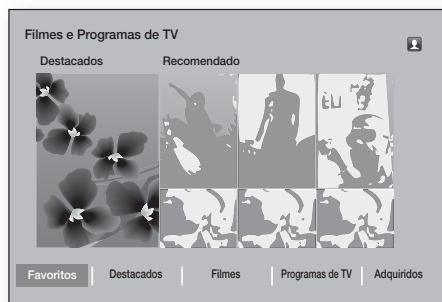 Filmes e Programas de TV
Destacados Recomendado
Favoritos Destacados Filmes Programas de TV Adquiridos